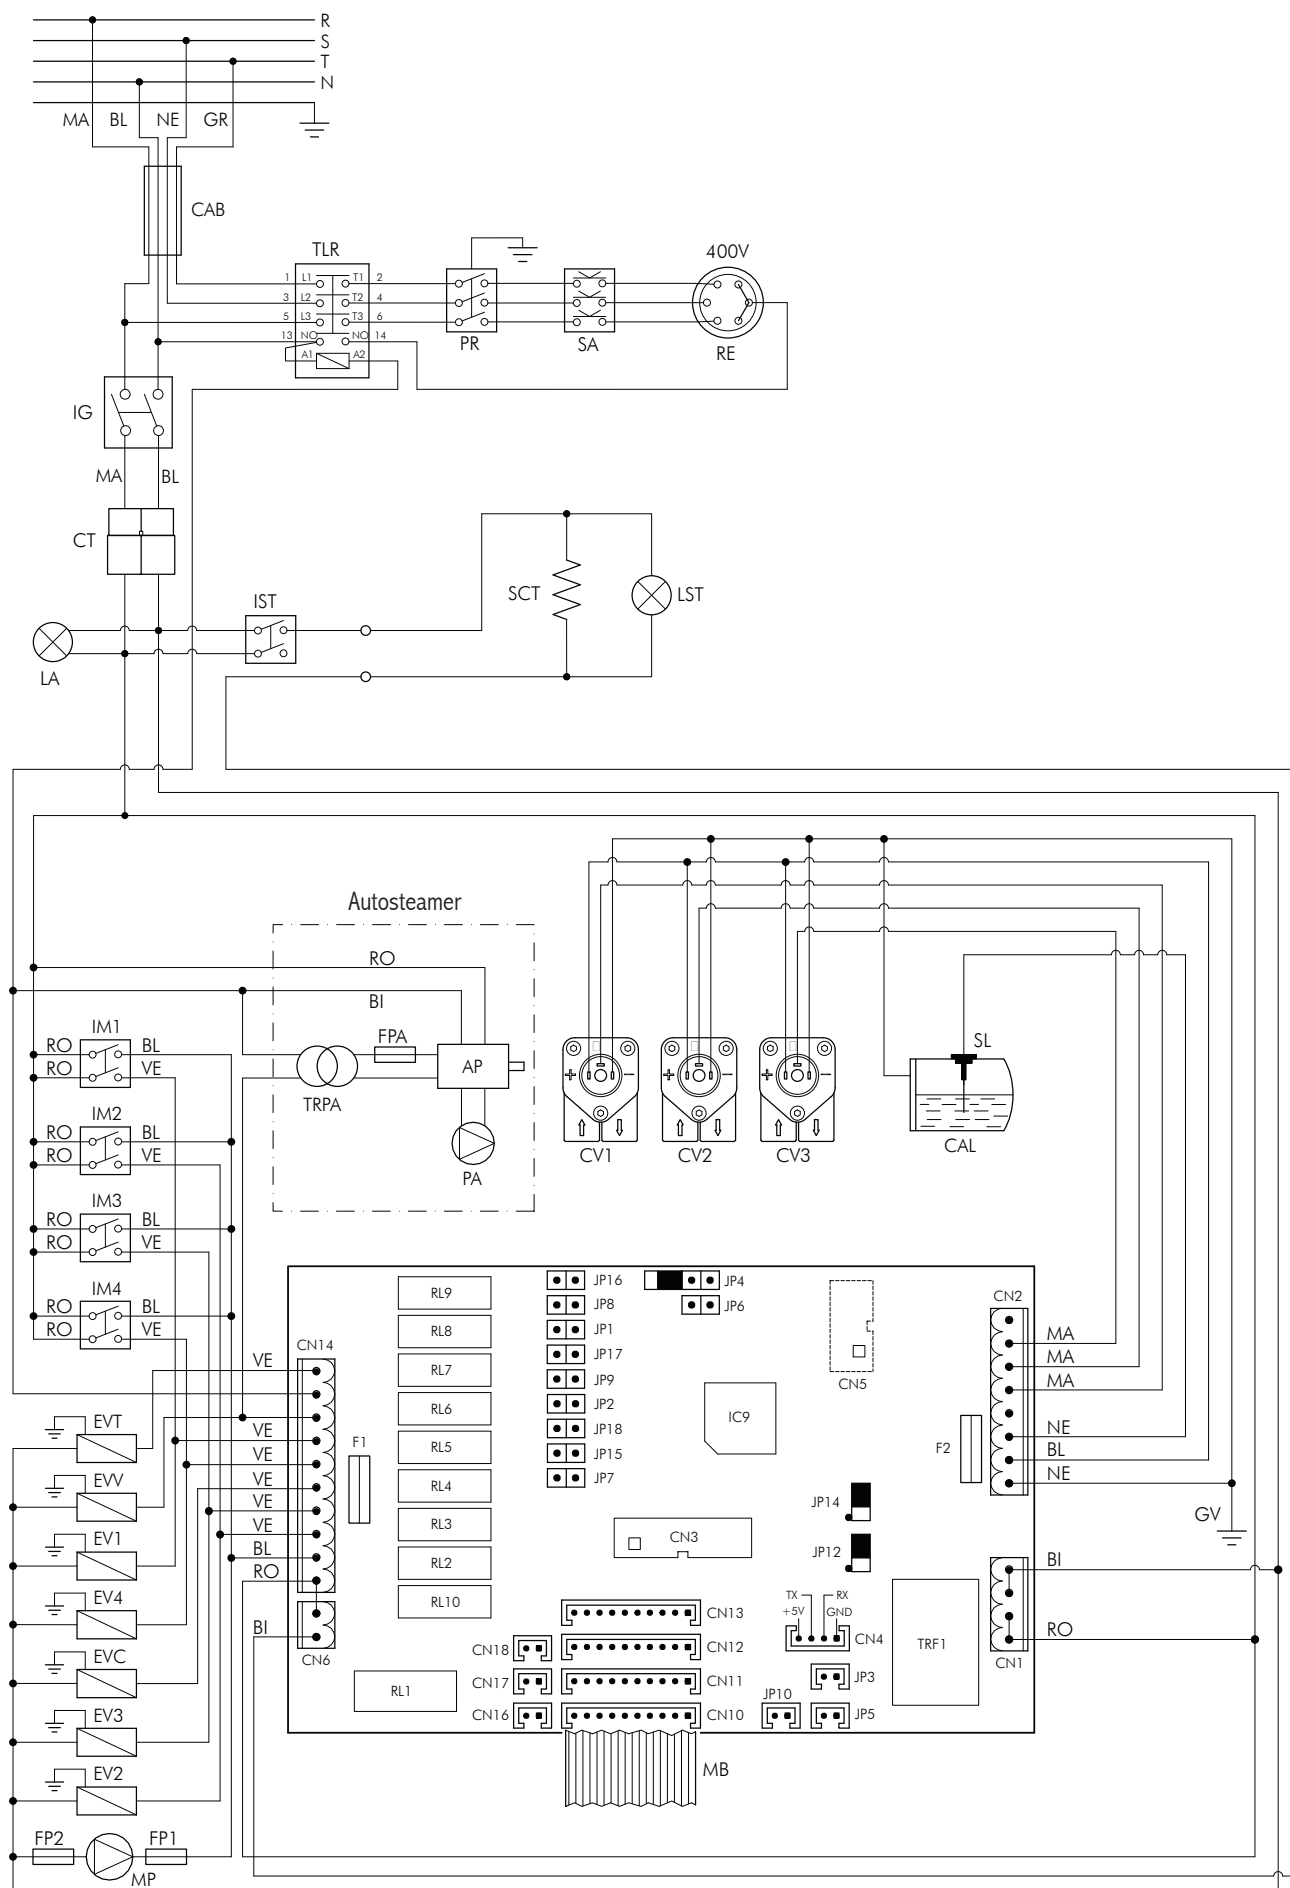 R
S
T
N
MA BL NE GR
CAB
TLR
400V
1 L1 T1 2
3 L2 T2 4
5 L3 T3 6
13 NO NO 14
A1 A2
PR
SA
RE
IG
MA BL
CT
SCT
LST
IST
LA
Autosteamer
RO
BI
FPA
AP
TRPA
PA
IM1
RO BL
RO VE
IM2
RO BL
RO VE
IM3
RO BL
RO VE
IM4
RO BL
RO VE
+ −
+ −
+ −
CV1
CV2
CV3
SL
CAL
EVT
EVV
EV1
EV4
EVC
EV3
EV2
FP2
FP1
MP
CN14
VE
VE
VE
VE
VE
VE
BL
RO
BI
CN6
F1
RL9
RL8
RL7
RL6
RL5
RL4
RL3
RL2
RL10
RL1
JP16
JP8
JP1
JP17
JP9
JP2
JP18
JP15
JP7
JP4
JP6
CN5
IC9
CN3
JP14
JP12
F2
CN2
MA
MA
MA
NE
BL
NE
GV
BI
RO
CN1
TRF1
TX RX
+5V GND
CN4
CN13
CN12
CN11
CN10
CN18
CN17
CN16
JP3
JP10
JP5
MB